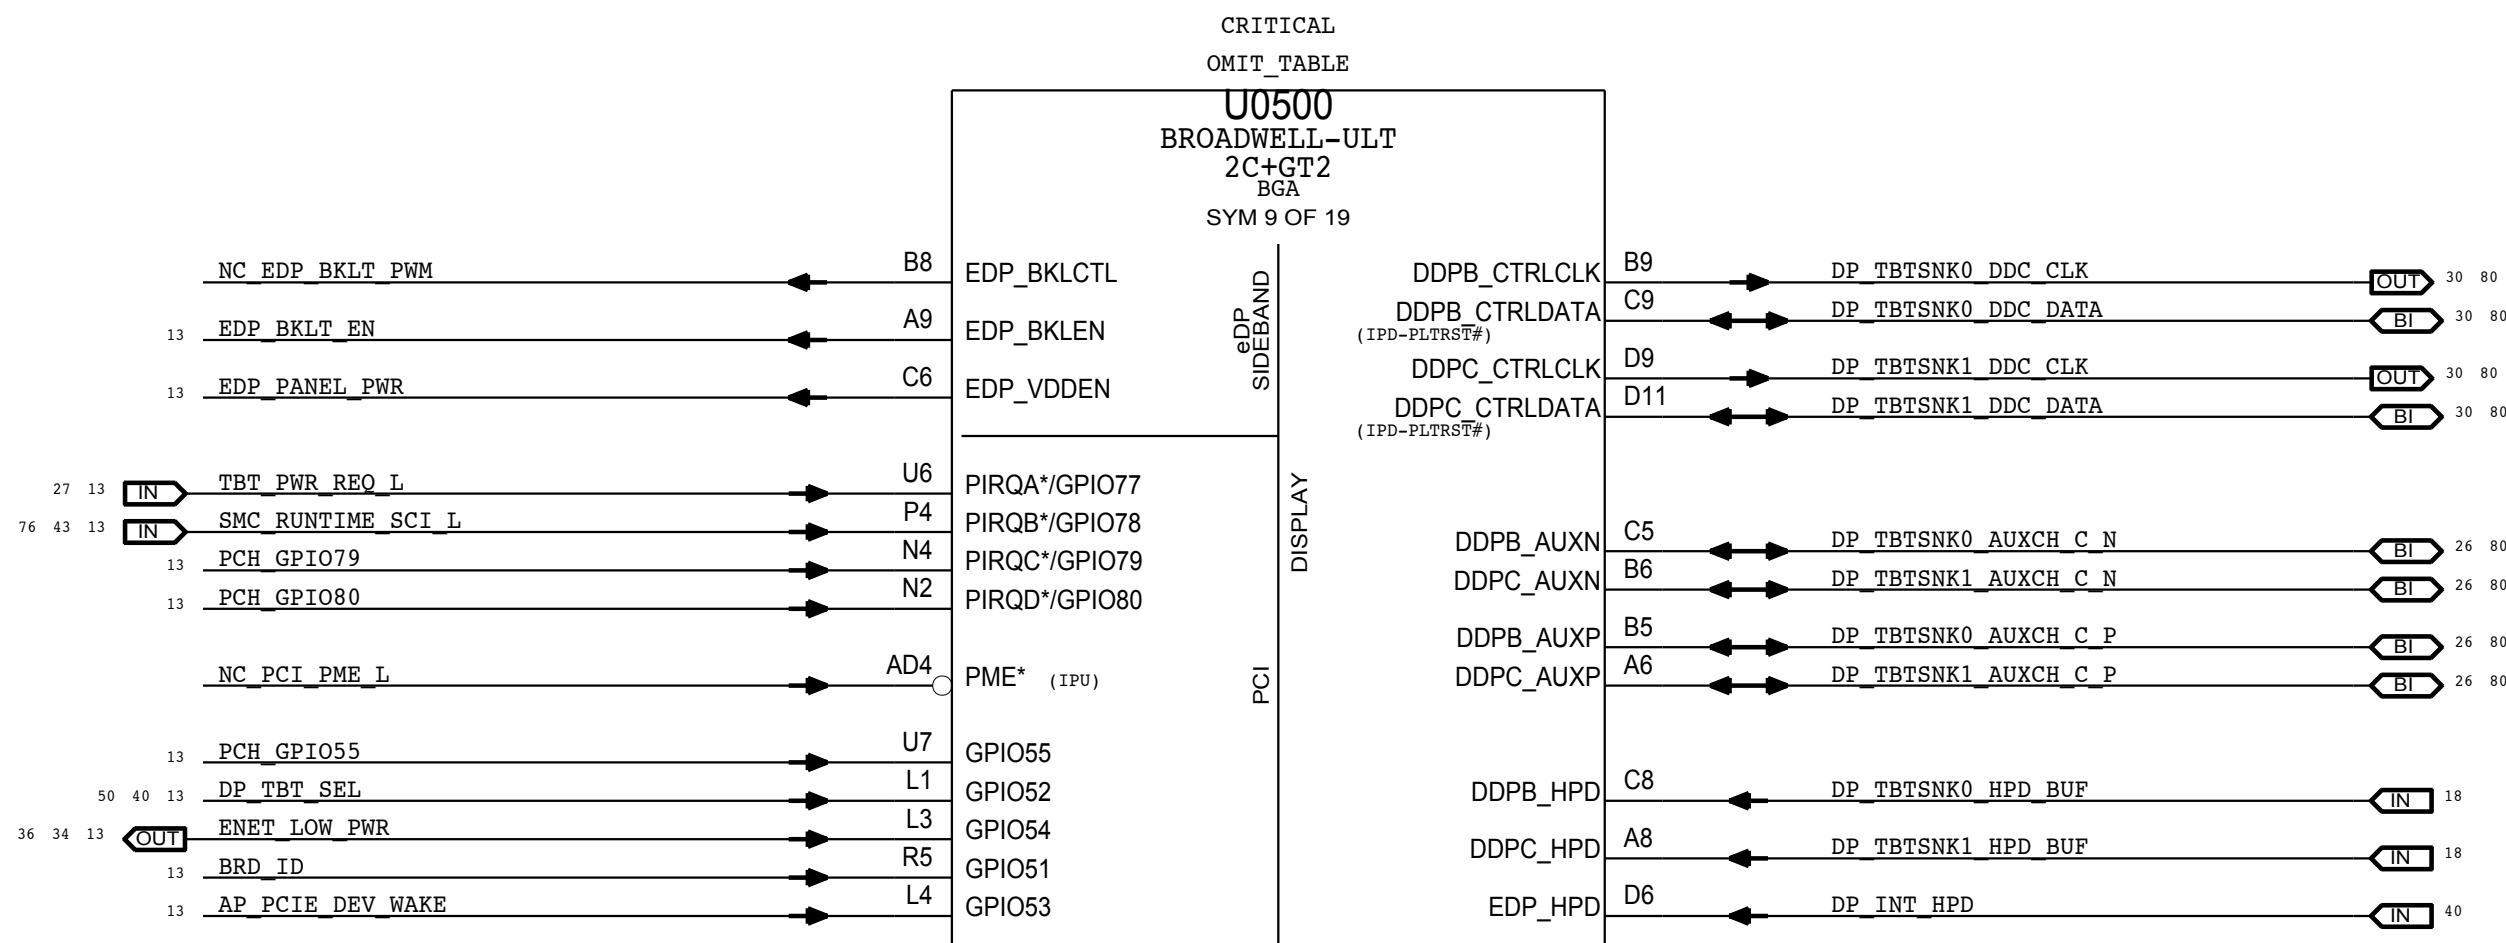 CRITICAL
OMIT_TABLE
U0500
BROADWELL-ULT
2C+GT2
BGA
SYM 9 OF 19
NC_EDP_BKLT_PWM B8 EDP_BKLCTL
13 EDP_BKLT_EN A9 EDP_BKLEN
13 EDP_PANEL_PWR C6 EDP_VDDEN
eDP
SIDEBAND
27 13 IN TBT_PWR_REQ_L U6 PIRQA*/GPIO77
76 43 13 IN SMC_RUNTIME_SCI_L P4 PIRQB*/GPIO78
13 PCH_GPIO79 N4 PIRQC*/GPIO79
13 PCH_GPIO80 N2 PIRQD*/GPIO80
NC_PCI_PME_L AD4 PME* (IPU)
PCI
13 PCH_GPIO55 U7 GPIO55
50 40 13 DP_TBT_SEL L1 GPIO52
36 34 13 OUT ENET_LOW_PWR L3 GPIO54
13 BRD_ID R5 GPIO51
13 AP_PCIE_DEV_WAKE L4 GPIO53
DISPLAY
DDPB_CTRLCLK B9 DP_TBTSNK0_DDC_CLK OUT 30 80
DDPB_CTRLDATA C9 DP_TBTSNK0_DDC_DATA BI 30 80
(IPD-PLTRST#)
DDPC_CTRLCLK D9 DP_TBTSNK1_DDC_CLK OUT 30 80
DDPC_CTRLDATA D11 DP_TBTSNK1_DDC_DATA BI 30 80
(IPD-PLTRST#)
DDPB_AUXN C5 DP_TBTSNK0_AUXCH_C_N BI 26 80
DDPC_AUXN B6 DP_TBTSNK1_AUXCH_C_N BI 26 80
DDPB_AUXP B5 DP_TBTSNK0_AUXCH_C_P BI 26 80
DDPC_AUXP A6 DP_TBTSNK1_AUXCH_C_P BI 26 80
DDPB_HPD C8 DP_TBTSNK0_HPD_BUF IN 18
DDPC_HPD A8 DP_TBTSNK1_HPD_BUF IN 18
EDP_HPD D6 DP_INT_HPD IN 40